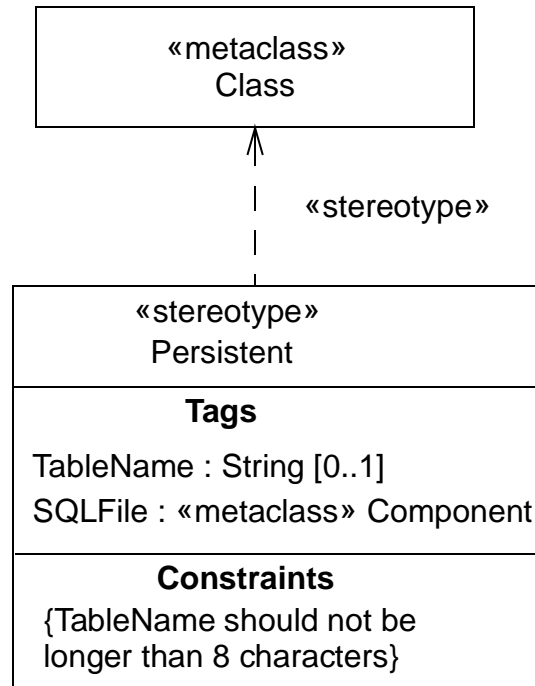 «metaclass»
Class
«stereotype»
«stereotype»
Persistent
Tags
TableName : String [0..1]
SQLFile : «metaclass» Component
Constraints
{TableName should not be
longer than 8 characters}